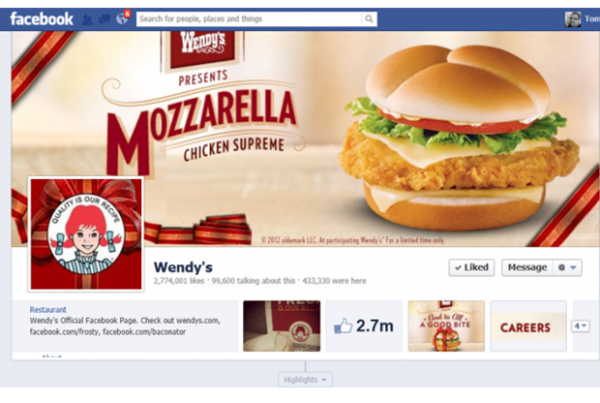 facebook
6
Search for people, places and things
Tom
Wendy's
PRESENTS
MOZZARELLA
CHICKEN SUPREME
QUALITY IS OUR RECIPE
© 2012 oldemark LLC. At participating Wendy's® For a limited time only.
Wendy's
2,774,001 likes · 99,600 talking about this · 433,330 were here
Liked
Message
Restaurant
Wendy's Official Facebook Page. Check out wendys.com,
facebook.com/frosty, facebook.com/baconator
2.7m
A GOOD BITE
CAREERS
4
About
Highlights